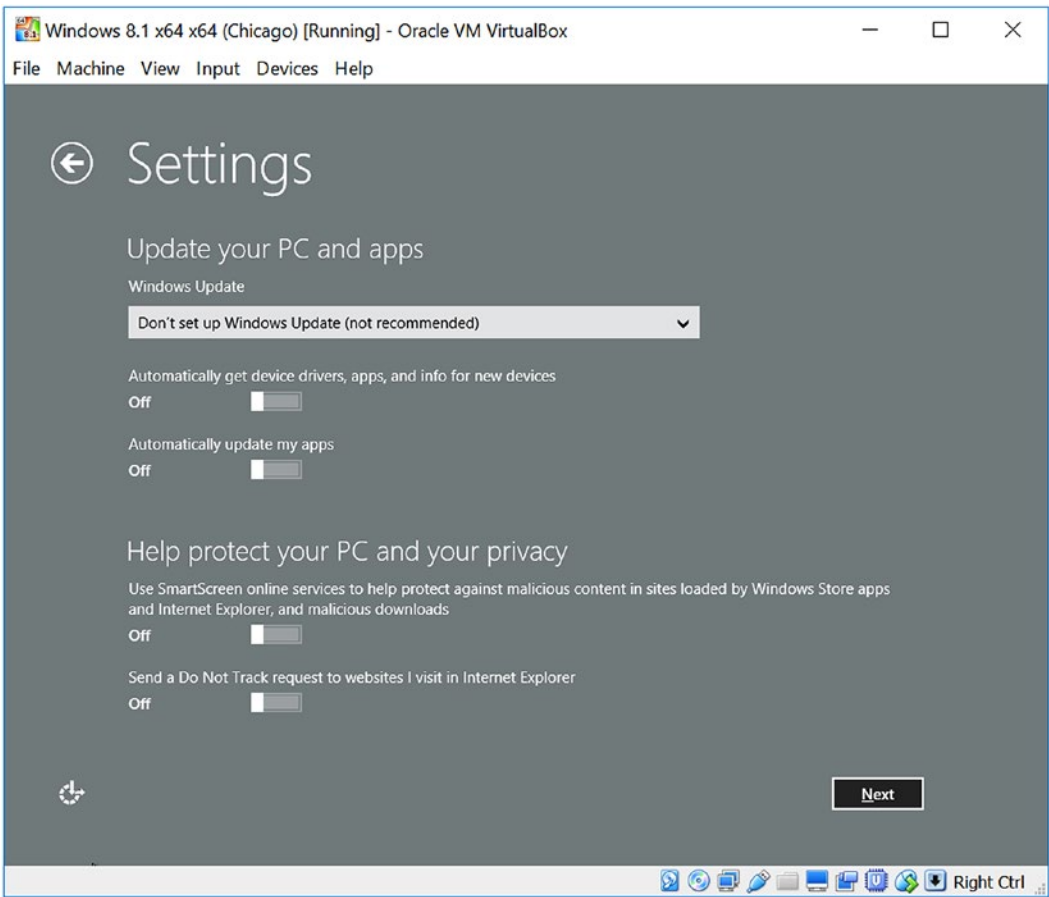 Windows 8.1 x64 x64 (Chicago) [Running] - Oracle VM VirtualBox
File Machine View Input Devices Help
Settings
Update your PC and apps
Windows Update
Don't set up Windows Update (not recommended)
Automatically get device drivers, apps, and info for new devices
Off
Automatically update my apps
Off
Help protect your PC and your privacy
Use SmartScreen online services to help protect against malicious content in sites loaded by Windows Store apps
and Internet Explorer, and malicious downloads
Off
Send a Do Not Track request to websites I visit in Internet Explorer
Off
Next
Right Ctrl